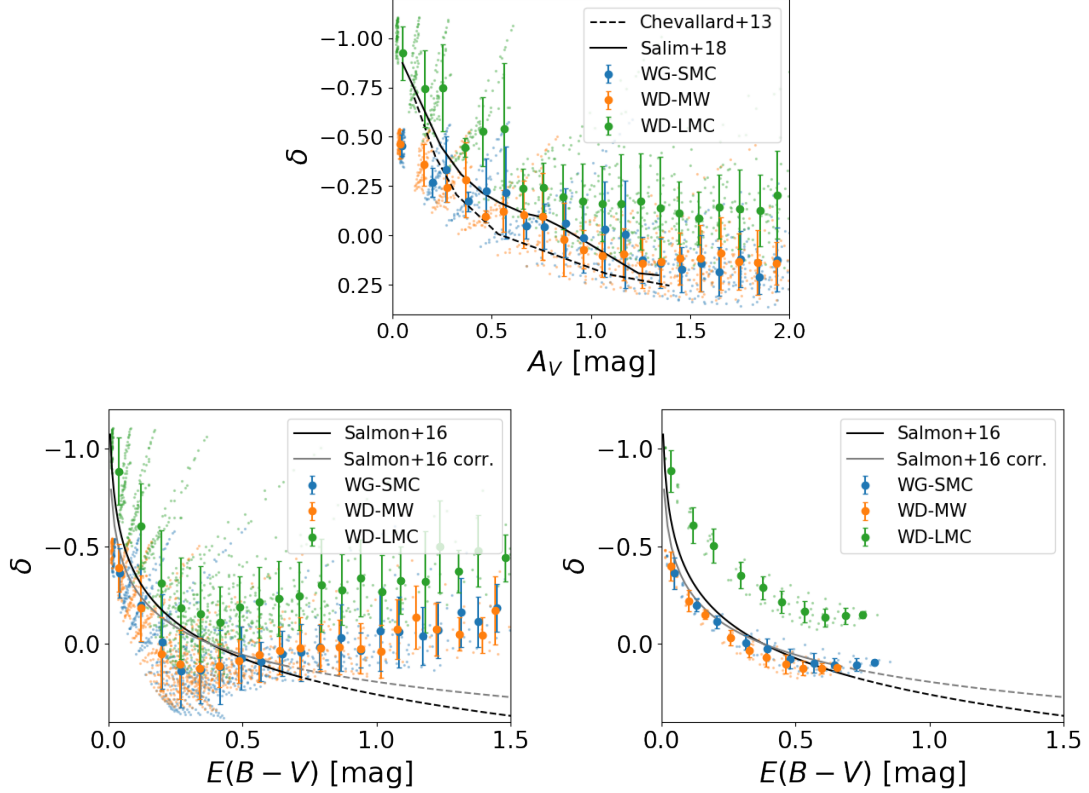 −1.00
−0.75
−0.50
−0.25
0.00
0.25
δ
0.0
0.5
1.0
1.5
2.0
A_V [mag]
Chevallard+13
Salim+18
WG-SMC
WD-MW
WD-LMC
−1.0
−0.5
0.0
δ
0.0
0.5
1.0
1.5
E(B − V) [mag]
Salmon+16
Salmon+16 corr.
WG-SMC
WD-MW
WD-LMC
−1.0
−0.5
0.0
δ
0.0
0.5
1.0
1.5
E(B − V) [mag]
Salmon+16
Salmon+16 corr.
WG-SMC
WD-MW
WD-LMC